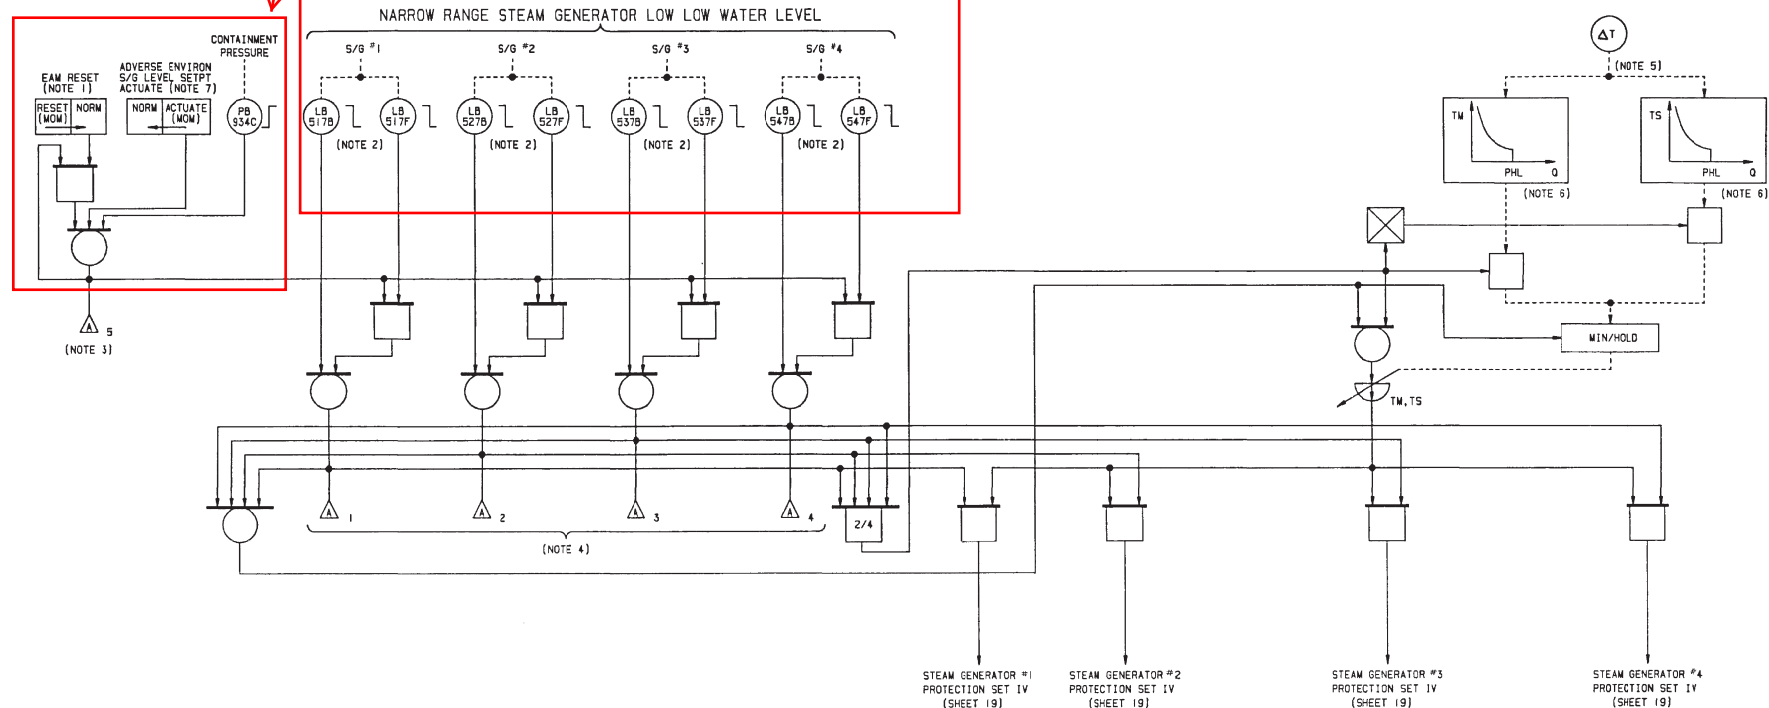 NARROW RANGE STEAM GENERATOR LOW LOW WATER LEVEL
S/G #1
S/G #2
S/G #3
S/G #4
CONTAINMENT
PRESSURE
EAM RESET
(NOTE 1)
ADVERSE ENVIRON
S/G LEVEL SETPT
ACTUATE (NOTE 7)
RESET
(MOM)
NORM
NORM
ACTUATE
(MOM)
PB
934C
LB
517B
LB
517F
LB
527B
LB
527F
LB
537B
LB
537F
LB
547B
LB
547F
(NOTE 2)
(NOTE 2)
(NOTE 2)
(NOTE 2)
ΔT
(NOTE 5)
TM
PHL
Q
(NOTE 6)
TS
PHL
Q
(NOTE 6)
A
5
(NOTE 3)
MIN/HOLD
TM,TS
A
1
A
2
A
3
A
4
(NOTE 4)
2/4
STEAM GENERATOR #1
PROTECTION SET IV
(SHEET 19)
STEAM GENERATOR #2
PROTECTION SET IV
(SHEET 19)
STEAM GENERATOR #3
PROTECTION SET IV
(SHEET 19)
STEAM GENERATOR #4
PROTECTION SET IV
(SHEET 19)